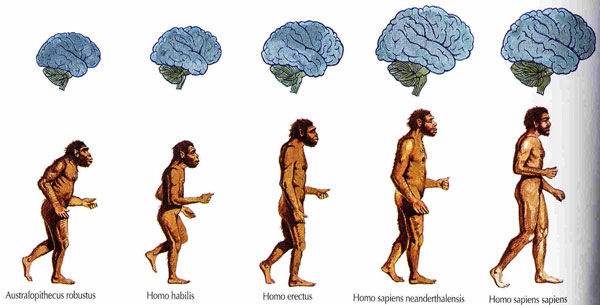 Australopithecus robustus
Homo habilis
Homo erectus
Homo sapiens neanderthalensis
Homo sapiens sapiens